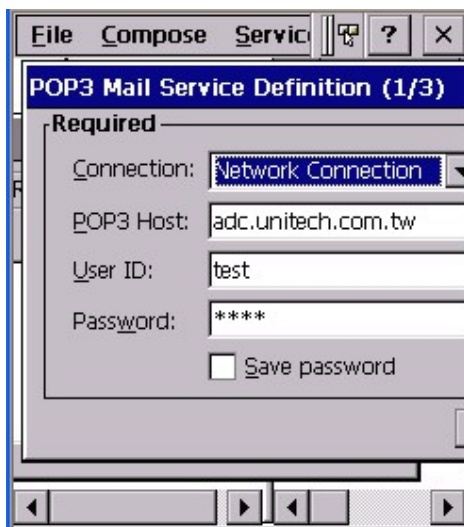 File Compose Servic ?
POP3 Mail Service Definition (1/3)
Required
Connection: Network Connection
POP3 Host: adc.unitech.com.tw
User ID: test
Password: ****
Save password